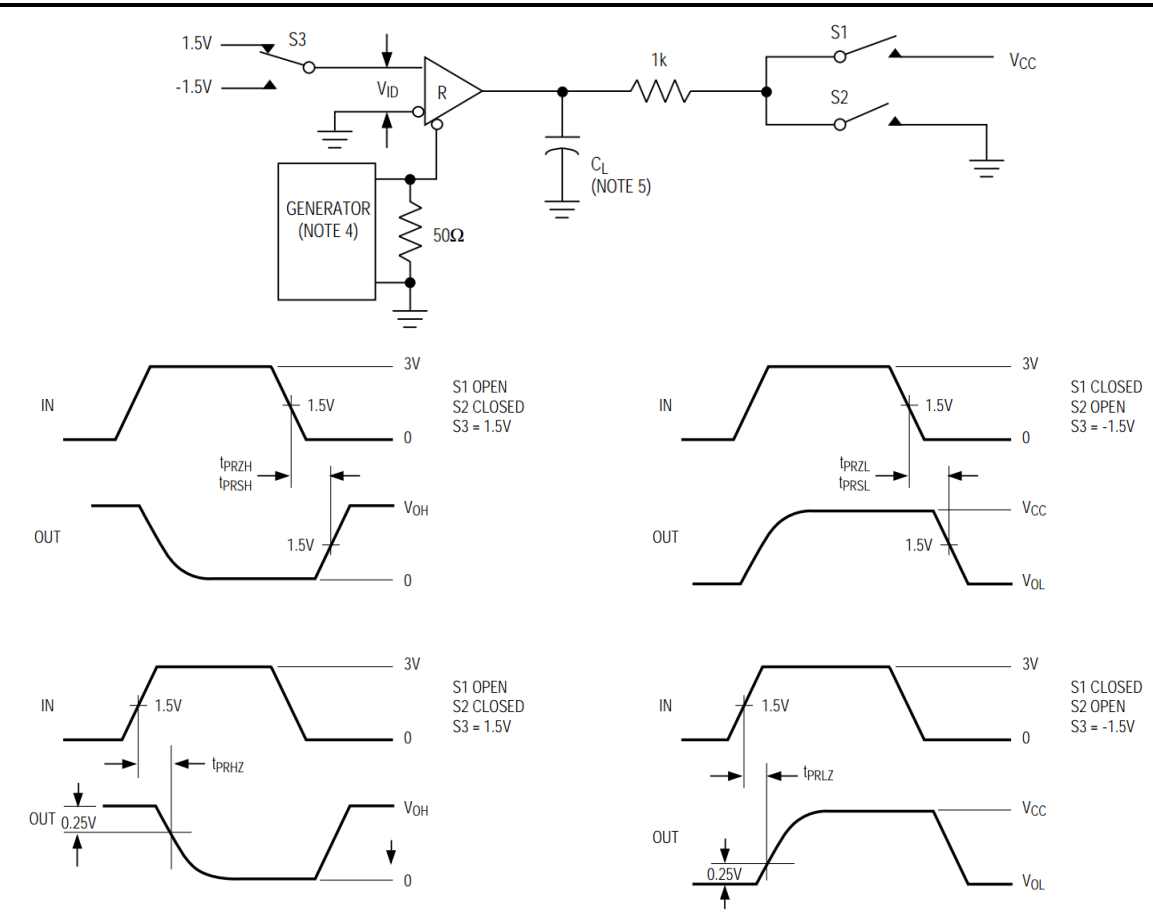 1.5V
S3
-1.5V
VID
R
1k
S1
VCC
S2
CL
(NOTE 5)
GENERATOR
(NOTE 4)
50Ω
IN
3V
1.5V
0
S1 OPEN
S2 CLOSED
S3 = 1.5V
tPRZH
tPRSH
OUT
VOH
1.5V
0
IN
3V
1.5V
0
S1 CLOSED
S2 OPEN
S3 = -1.5V
tPRZL
tPRSL
OUT
VCC
1.5V
VOL
IN
3V
1.5V
0
S1 OPEN
S2 CLOSED
S3 = 1.5V
tPRHZ
OUT
0.25V
VOH
0
IN
3V
1.5V
0
S1 CLOSED
S2 OPEN
S3 = -1.5V
tPRLZ
OUT
0.25V
VCC
VOL